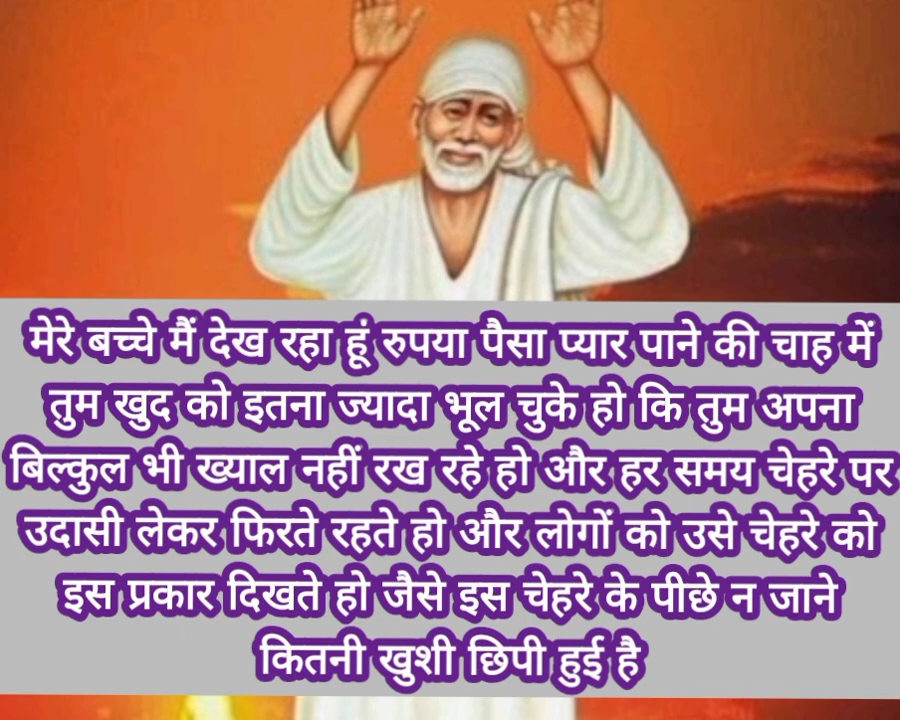 मेरे बच्चे मैं देख रहा हूं रुपया पैसा प्यार पाने की चाह में
तुम खुद को इतना ज्यादा भूल चुके हो कि तुम अपना
बिल्कुल भी ख्याल नहीं रख रहे हो और हर समय चेहरे पर
उदासी लेकर फिरते रहते हो और लोगों को उसे चेहरे को
इस प्रकार दिखते हो जैसे इस चेहरे के पीछे न जाने
कितनी खुशी छिपी हुई है